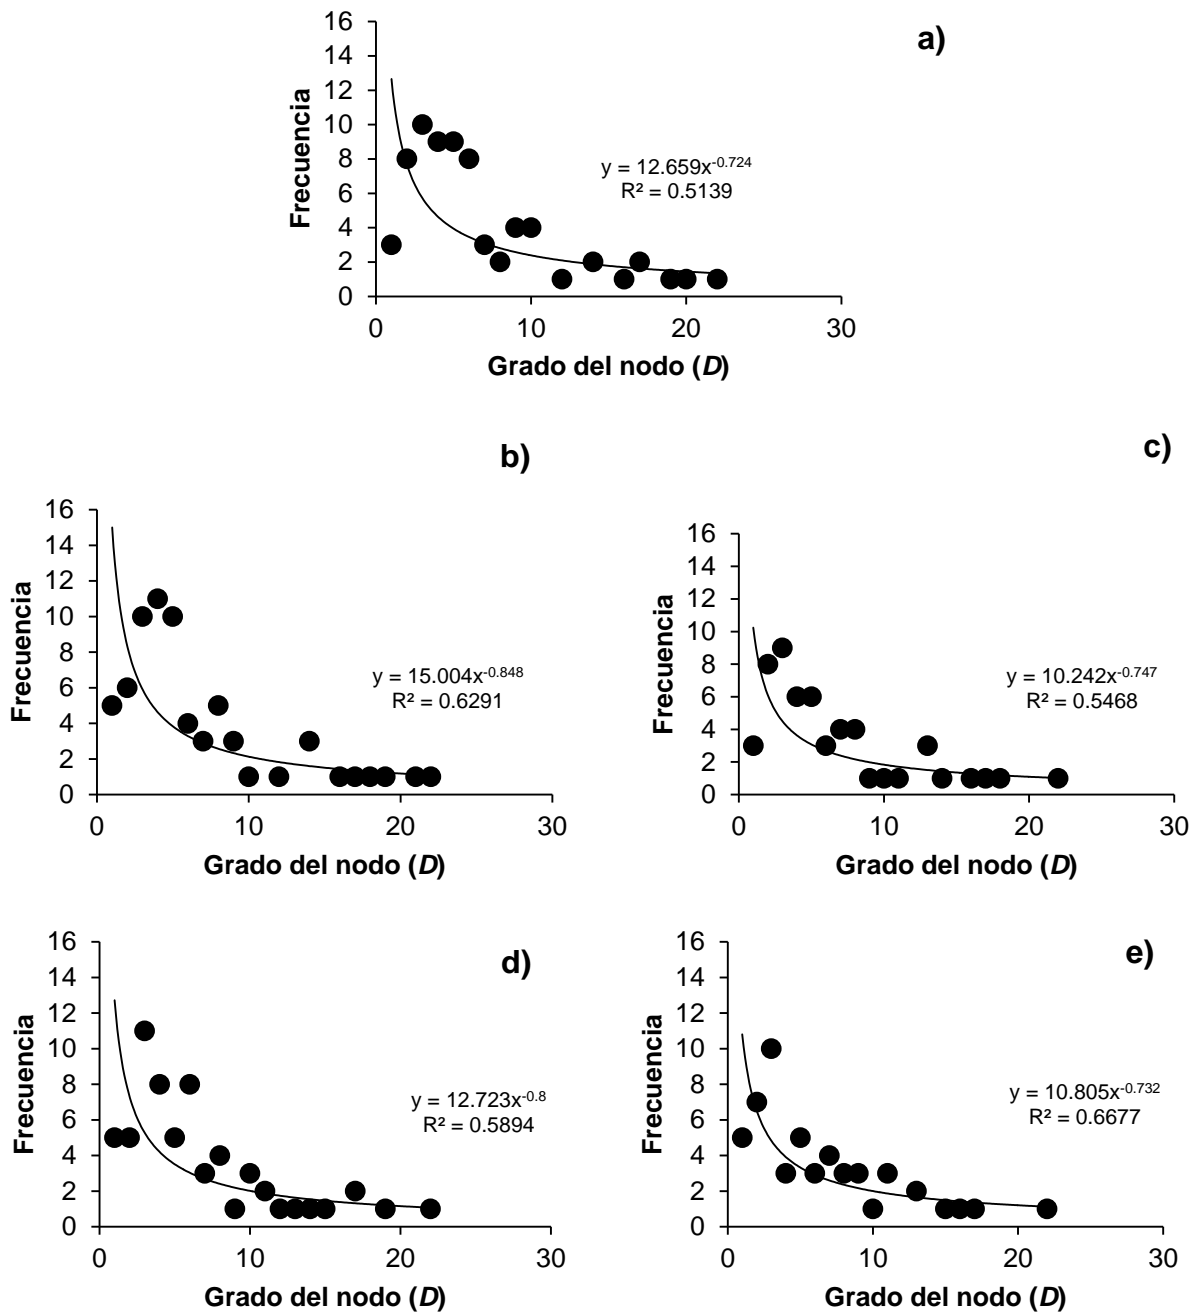 a)
16
14
12
10
8
6
4
2
0
Frecuencia
y = 12.659x^-0.724
R² = 0.5139
0 10 20 30
Grado del nodo (D)
b)
16
14
12
10
8
6
4
2
0
Frecuencia
y = 15.004x^-0.848
R² = 0.6291
0 10 20 30
Grado del nodo (D)
c)
16
14
12
10
8
6
4
2
0
Frecuencia
y = 10.242x^-0.747
R² = 0.5468
0 10 20 30
Grado del nodo (D)
d)
16
14
12
10
8
6
4
2
0
Frecuencia
y = 12.723x^-0.8
R² = 0.5894
0 10 20 30
Grado del nodo (D)
e)
16
14
12
10
8
6
4
2
0
Frecuencia
y = 10.805x^-0.732
R² = 0.6677
0 10 20 30
Grado del nodo (D)